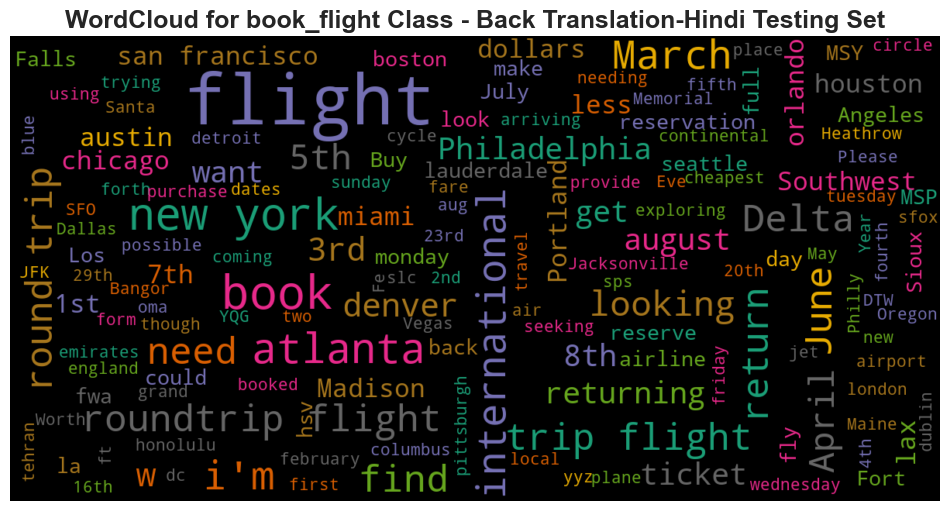 WordCloud for book_flight Class - Back Translation-Hindi Testing Set
Falls
san francisco
boston
dollars
March
place
MSY
circle
trying
using
Santa
flight
make
July
needing
less
fifth
Memorial
full
orlando
houston
blue
austin
detroit
cycle
look
arriving
reservation
continental
Angeles
Heathrow
chicago
want
5th
Buy
Philadelphia
lauderdale
seattle
Please
round trip
forth
purchase
dates
sunday
fare
provide
Eve
cheapest
Southwest
tuesday
MSP
SFO
Dallas
new york
miami
aug
international
Portland
get
exploring
Delta
sfox
Los
possible
coming
3rd
monday
23rd
travel
august
day
May
Year
fourth
Sioux
JFK
29th
Bangor
7th
book
Fe
slc
2nd
Jacksonville
sps
20th
June
Philly
DTW
1st
oma
form
though
YQG
two
denver
Vegas
air
seeking
looking
reserve
return
Oregon
new
emirates
england
need
atlanta
back
8th
airline
friday
jet
airport
could
booked
grand
Madison
returning
london
fwa
Worth
roundtrip flight
hsv
pittsburgh
April
Maine
dublin
tehran
honolulu
columbus
trip flight
fly
lax
la
ft
w
dc
i'm
february
local
4th
16th
first
find
yyz
plane
ticket
wednesday
Fort